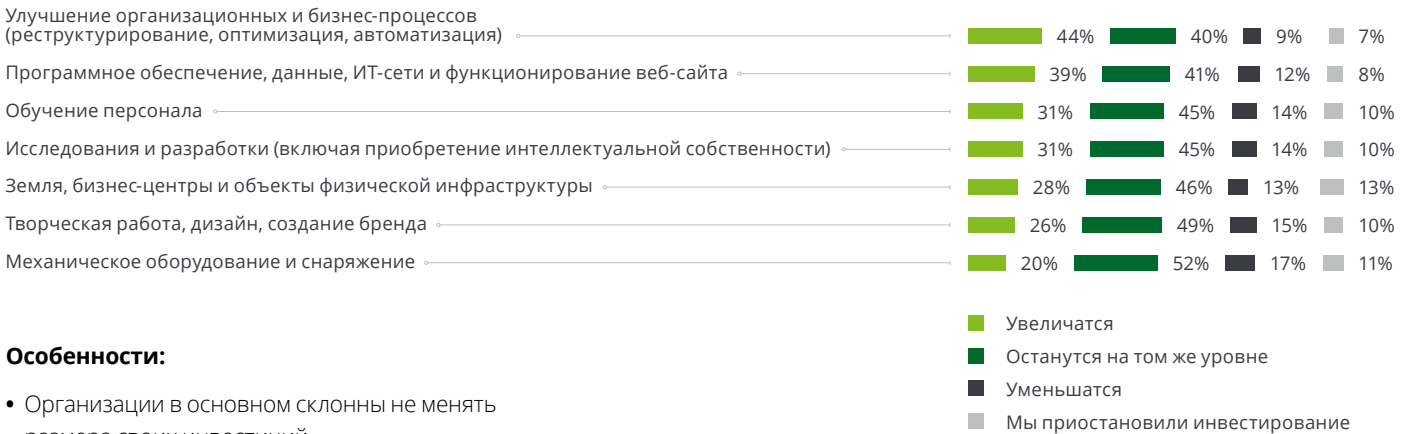 Улучшение организационных и бизнес-процессов
(реструктурирование, оптимизация, автоматизация) 44% 40% 9% 7%
Программное обеспечение, данные, ИТ-сети и функционирование веб-сайта 39% 41% 12% 8%
Обучение персонала 31% 45% 14% 10%
Исследования и разработки (включая приобретение интеллектуальной собственности) 31% 45% 14% 10%
Земля, бизнес-центры и объекты физической инфраструктуры 28% 46% 13% 13%
Творческая работа, дизайн, создание бренда 26% 49% 15% 10%
Механическое оборудование и снаряжение 20% 52% 17% 11%
Увеличатся
Останутся на том же уровне
Уменьшатся
Мы приостановили инвестирование
Особенности:
• Организации в основном склонны не менять